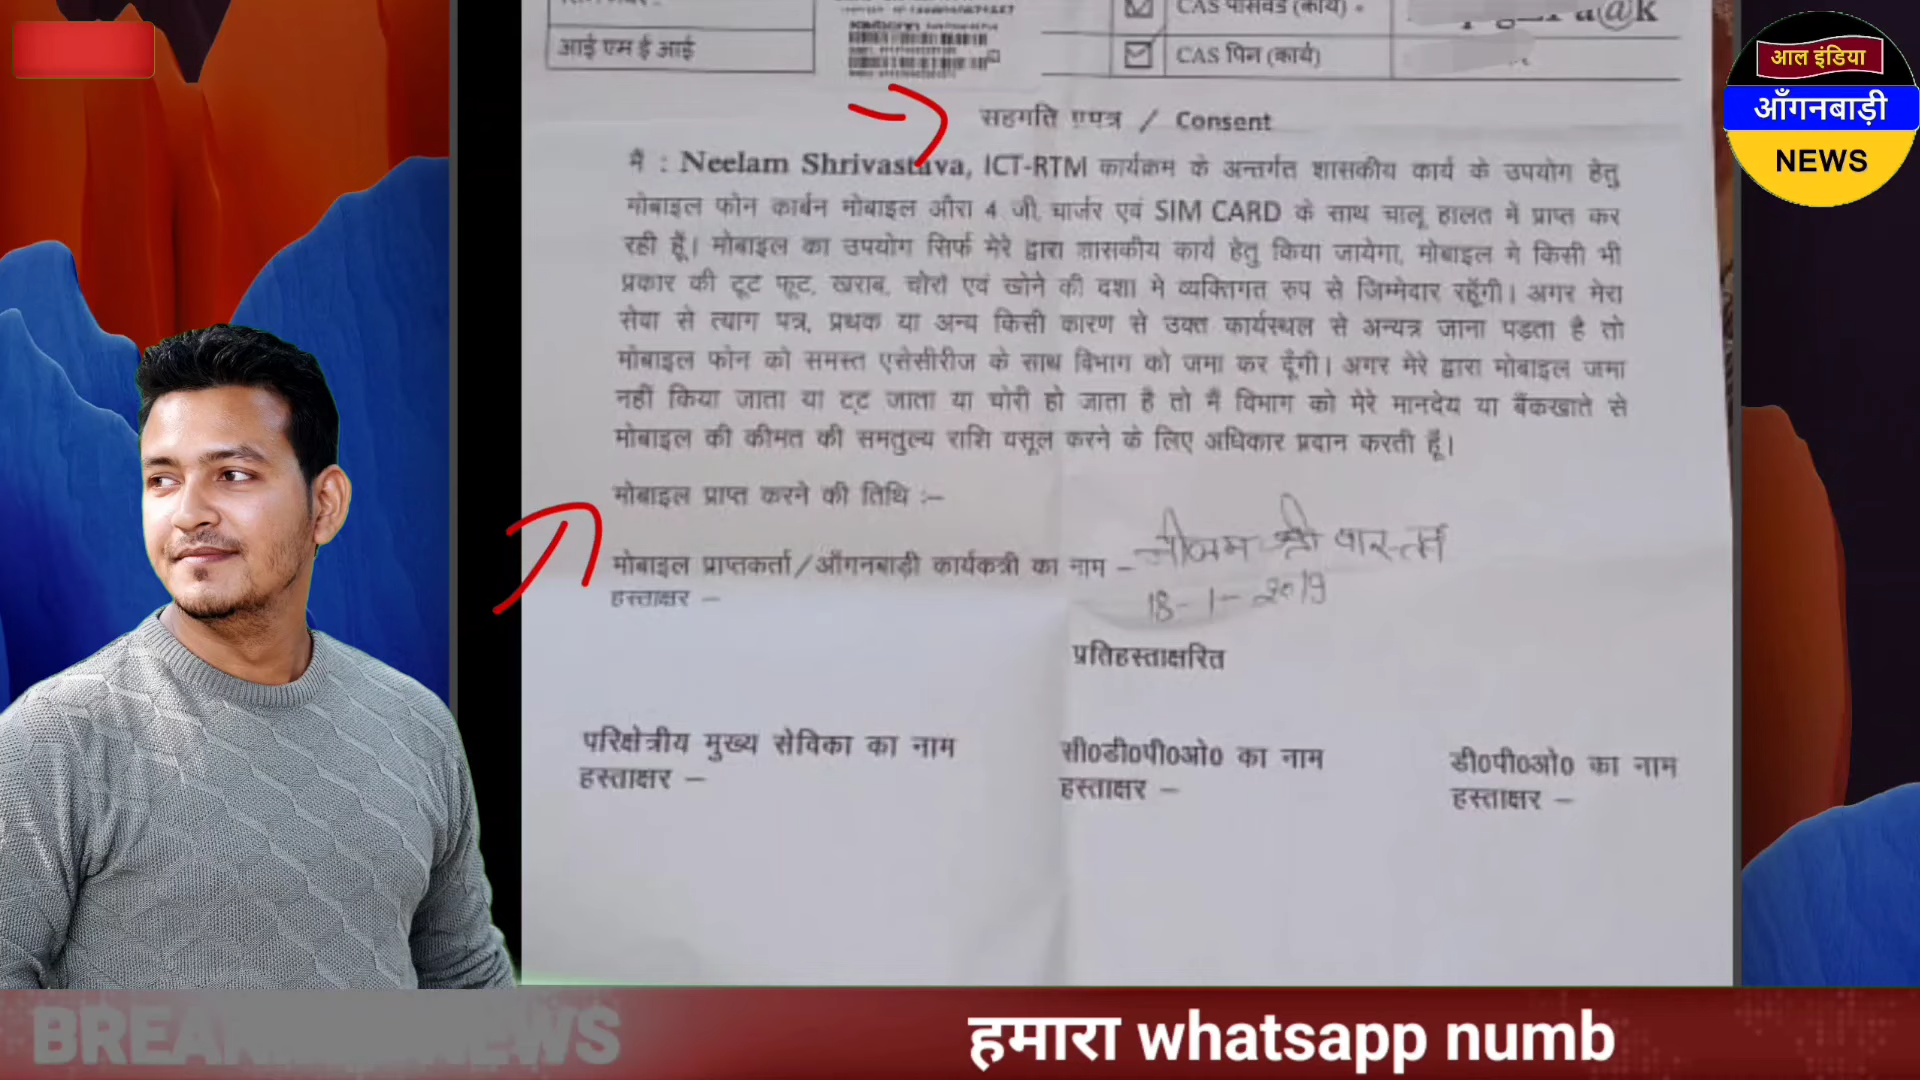 CAS पासवर्ड (कार्य) -
आई एम ई आई
CAS पिन (कार्य)
आल इंडिया
आँगनबाड़ी
NEWS
सहमति प्रपत्र / Consent
मैं : Neelam Shrivastava, ICT-RTM कार्यक्रम के अन्तर्गत शासकीय कार्य के उपयोग हेतु
मोबाइल फोन कार्बन मोबाइल औरा 4 जी, चार्जर एवं SIM CARD के साथ चालू हालत मे प्राप्त कर
रही हूँ। मोबाइल का उपयोग सिर्फ मेरे द्वारा शासकीय कार्य हेतु किया जायेगा, मोबाइल मे किसी भी
प्रकार की टूट फूट, खराब, चोरी एवं खोने की दशा मे व्यक्तिगत रुप से जिम्मेदार रहूँगी। अगर मेरा
सेवा से त्याग पत्र, प्रथक या अन्य किसी कारण से उक्त कार्यस्थल से अन्यत्र जाना पड़ता है तो
मोबाइल फोन को समस्त एसेसीरीज के साथ विभाग को जमा कर दूँगी। अगर मेरे द्वारा मोबाइल जमा
नहीं किया जाता या टूट जाता या चोरी हो जाता है तो मैं विभाग को मेरे मानदेय या बैंकखाते से
मोबाइल की कीमत की समतुल्य राशि वसूल करने के लिए अधिकार प्रदान करती हूँ।
मोबाइल प्राप्त करने की तिथि :–
मोबाइल प्राप्तकर्ता/आँगनबाड़ी कार्यकत्री का नाम – नीलम श्रीवास्तव
हस्ताक्षर –
18-1-2019
प्रतिहस्ताक्षरित
परिक्षेत्रीय मुख्य सेविका का नाम
हस्ताक्षर –
सी0डी0पी0ओ0 का नाम
हस्ताक्षर –
डी0पी0ओ0 का नाम
हस्ताक्षर –
हमारा whatsapp numb